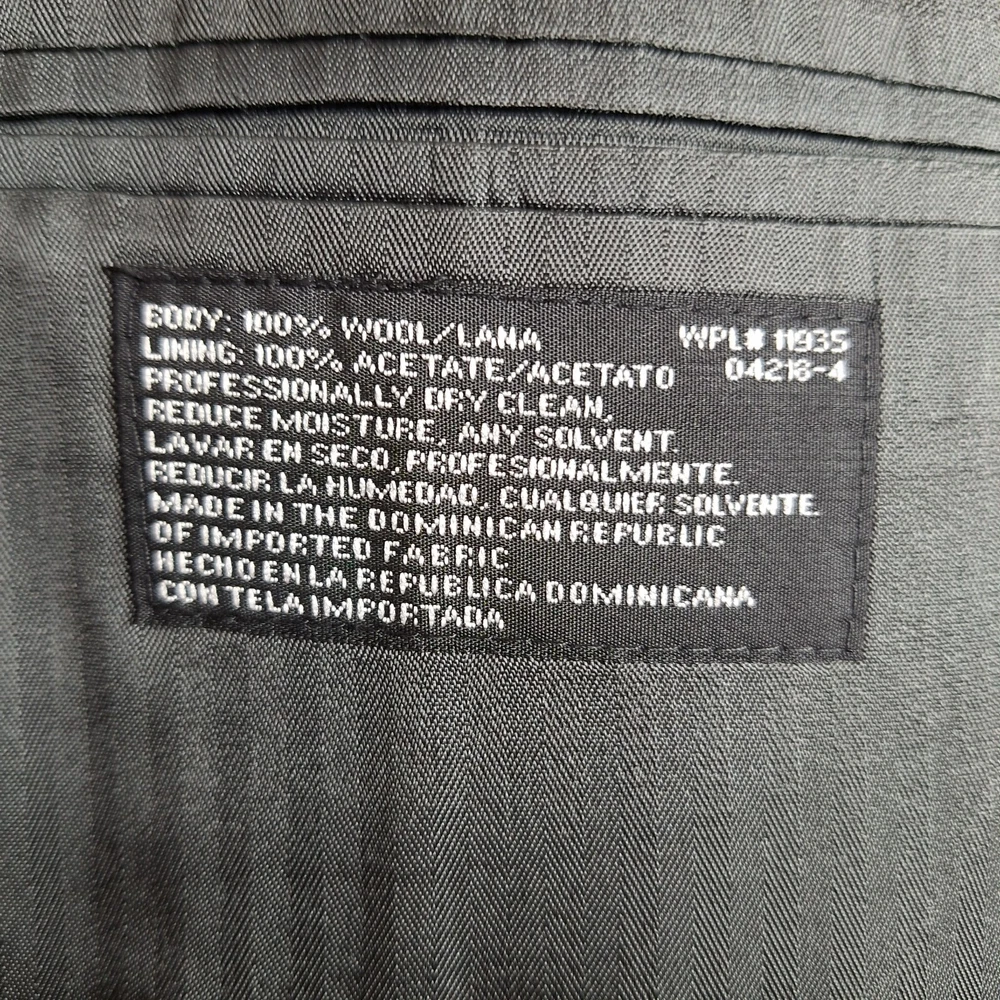 BODY: 100% WOOL/LANA WPL# 11935
LINING: 100% ACETATE/ACETATO 04216-4
PROFESSIONALLY DRY CLEAN,
REDUCE MOISTURE, ANY SOLVENT.
LAVAR EN SECO, PROFESIONALMENTE.
REDUCIR LA HUMEDAD, CUALQUIER SOLVENTE.
MADE IN THE DOMINICAN REPUBLIC
OF IMPORTED FABRIC
HECHO EN LA REPUBLICA DOMINICANA
CON TELA IMPORTADA